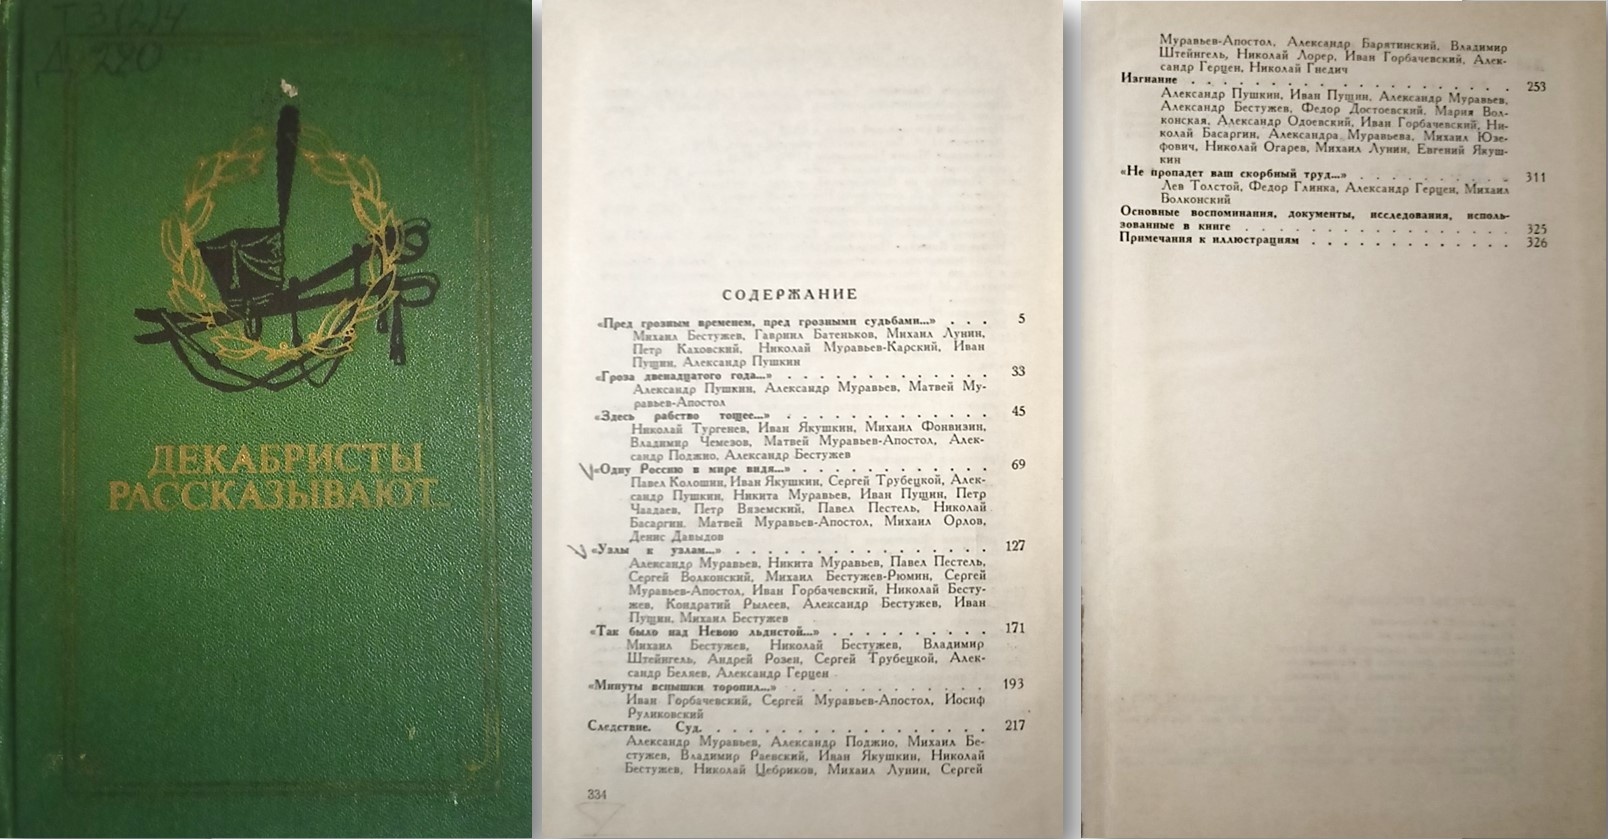 Т 3(2)4
Д 280
ДЕКАБРИСТЫ
РАССКАЗЫВАЮТ...
СОДЕРЖАНИЕ
«Пред грозным временем, пред грозными судьбами...» . . . 5
Михаил Бестужев, Гавриил Батеньков, Михаил Лунин,
Петр Каховский, Николай Муравьев-Карский, Иван
Пущин, Александр Пушкин
«Гроза двенадцатого года...» . . . . . . . . . . . . . 33
Александр Пушкин, Александр Муравьев, Матвей Му-
равьев-Апостол
«Здесь рабство тощее...» . . . . . . . . . . . . . 45
Николай Тургенев, Иван Якушкин, Михаил Фонвизин,
Владимир Чемезов, Матвей Муравьев-Апостол, Алек-
сандр Поджио, Александр Бестужев
«Одну Россию в мире видя...» . . . . . . . . . . . . 69
Павел Колошин, Иван Якушкин, Сергей Трубецкой, Алек-
сандр Пушкин, Никита Муравьев, Иван Пущин, Петр
Чаадаев, Петр Вяземский, Павел Пестель, Николай
Басаргин, Матвей Муравьев-Апостол, Михаил Орлов,
Денис Давыдов
«Узлы к узлам...» . . . . . . . . . . . . . . . . 127
Александр Муравьев, Никита Муравьев, Павел Пестель,
Сергей Волконский, Михаил Бестужев-Рюмин, Сергей
Муравьев-Апостол, Иван Горбачевский, Николай Бесту-
жев, Кондратий Рылеев, Александр Бестужев, Иван
Пущин, Михаил Бестужев
«Так было над Невою льдистой...» . . . . . . . . . . 171
Михаил Бестужев, Николай Бестужев, Владимир
Штейнгель, Андрей Розен, Сергей Трубецкой, Алек-
сандр Беляев, Александр Герцен
«Минуты вспышки торопил...» . . . . . . . . . . . . 193
Иван Горбачевский, Сергей Муравьев-Апостол, Иосиф
Руликовский
Следствие. Суд. . . . . . . . . . . . . . . . . . 217
Александр Муравьев, Александр Поджио, Михаил Бе-
стужев, Владимир Раевский, Иван Якушкин, Николай
Бестужев, Николай Цебриков, Михаил Лунин, Сергей
334
Муравьев-Апостол, Александр Барятинский, Владимир
Штейнгель, Николай Лорер, Иван Горбачевский, Алек-
сандр Герцен, Николай Гнедич
Изгнание . . . . . . . . . . . . . . . . . . . . 253
Александр Пушкин, Иван Пущин, Александр Муравьев,
Александр Бестужев, Федор Достоевский, Мария Вол-
конская, Александр Одоевский, Иван Горбачевский, Ни-
колай Басаргин, Александра Муравьева, Михаил Юзе-
фович, Николай Огарев, Михаил Лунин, Евгений Якуш-
кин
«Не пропадет ваш скорбный труд...» . . . . . . . . . . 311
Лев Толстой, Федор Глинка, Александр Герцен, Михаил
Волконский
Основные воспоминания, документы, исследования, исполь-
зованные в книге . . . . . . . . . . . . . . . . . 325
Примечания к иллюстрациям . . . . . . . . . . . . . 326